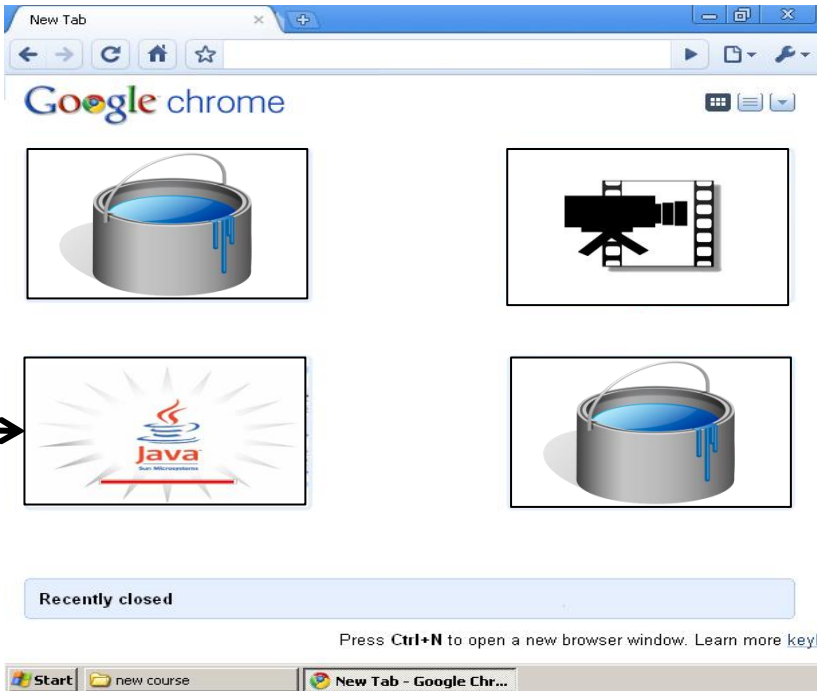 New Tab
Google chrome
Java
Sun Microsystems
Recently closed
Press Ctrl+N to open a new browser window. Learn more key
Start
new course
New Tab - Google Chr...